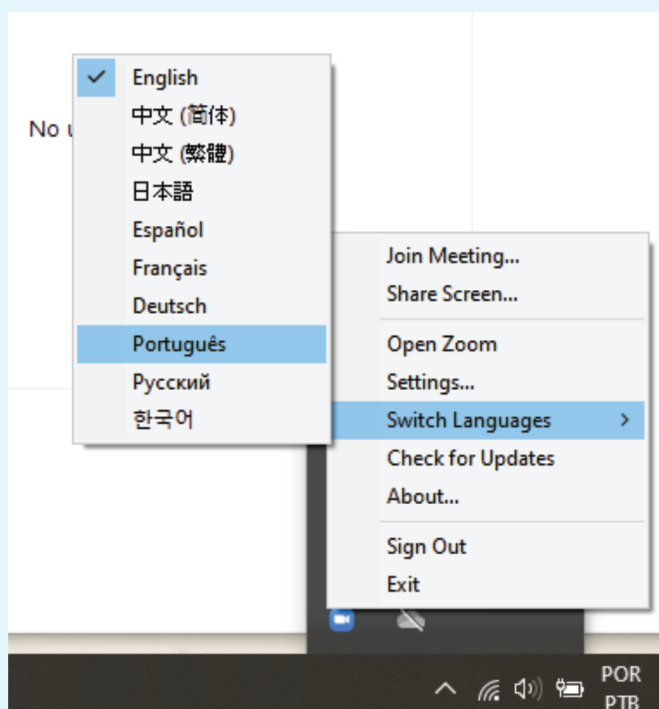 No
English
中文 (简体)
中文 (繁體)
日本語
Español
Français
Deutsch
Português
Русский
한국어
Join Meeting...
Share Screen...
Open Zoom
Settings...
Switch Languages
Check for Updates
About...
Sign Out
Exit
POR
PTB